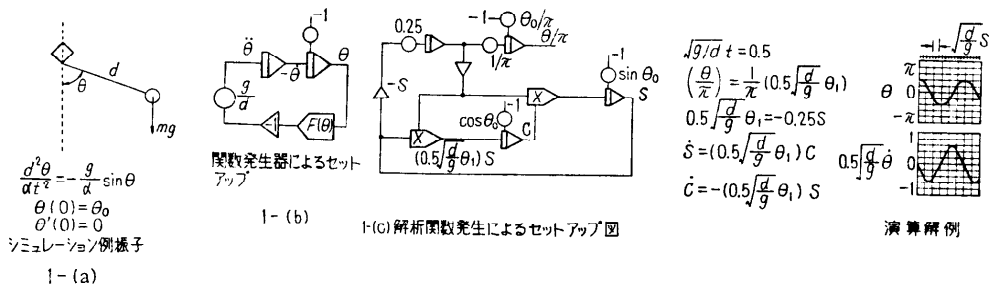 d
θ
mg
d²θ/dt² = -g/d sinθ
θ(0)=θ₀
θ'(0)=0
シミュレーション例振子
1-(a)
-1
θ̈
-θ̇
θ
g/d
-1
F(θ)
関数発生器によるセット
アップ
1-(b)
0.25
-1
θ₀/π
θ/π
1/π
-S
-1
sinθ₀
S
X
-1
cosθ₀
C
X
(0.5√(d/g) θ₁) S
1-(c) 解析関数発生によるセットアップ図
√(g/d) t = 0.5
(θ/π) = 1/π (0.5√(d/g) θ₁)
0.5√(d/g) θ₁ = -0.25S
Ṡ = (0.5√(d/g) θ₁) C
Ċ = -(0.5√(d/g) θ₁) S
√(d/g) S
π
θ 0
-π
1
0.5√(d/g) θ̇ 0
-1
演算解例